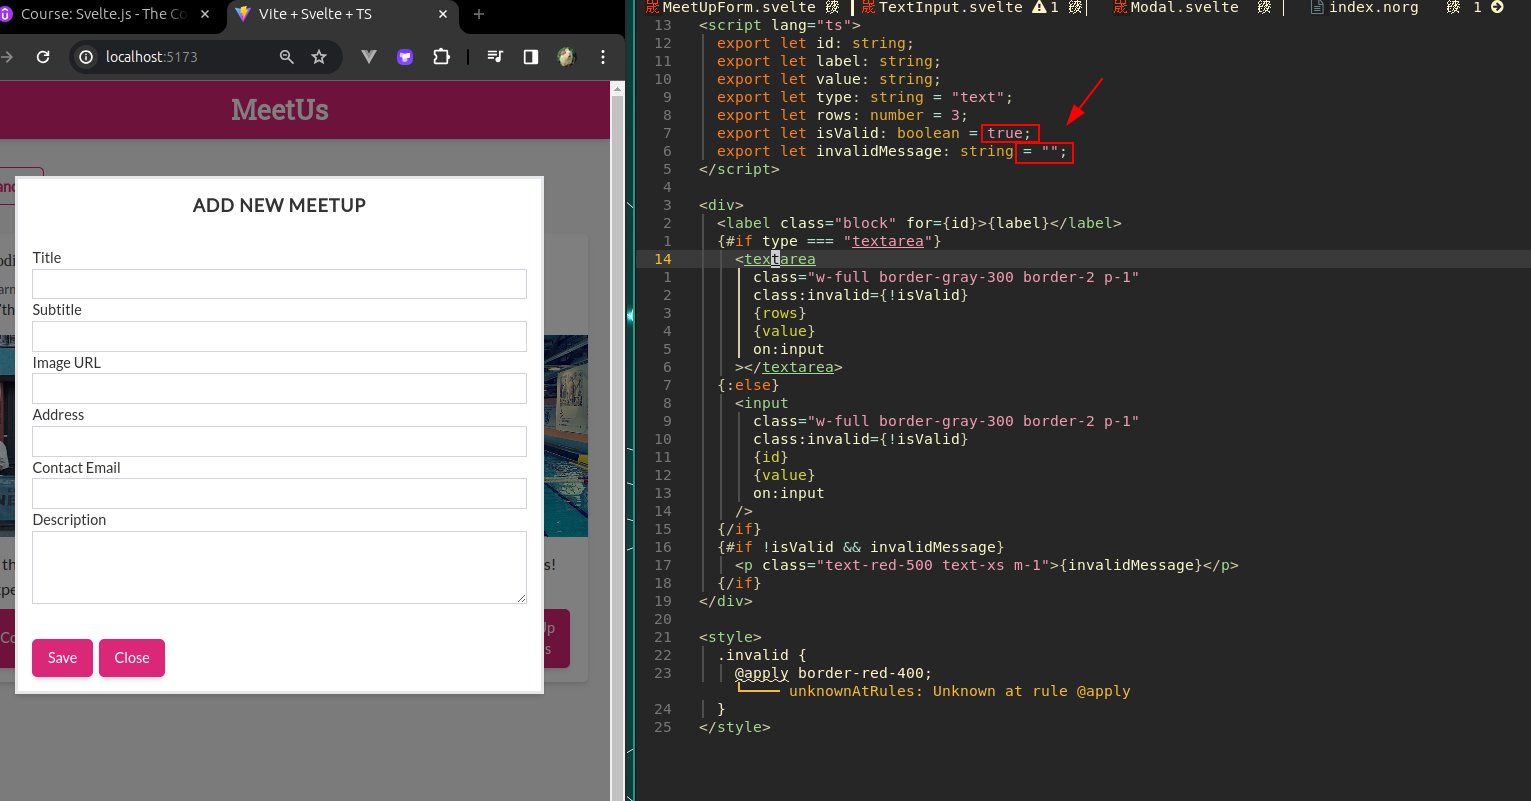 Course: Svelte.js - The Co
Vite + Svelte + TS
localhost:5173
MeetUs
ADD NEW MEETUP
Title
Subtitle
Image URL
Address
Contact Email
Description
Save Close
MeetUpForm.svelte TextInput.svelte 1 Modal.svelte index.norg 1
13 <script lang="ts">
12 export let id: string;
11 export let label: string;
10 export let value: string;
9 export let type: string = "text";
8 export let rows: number = 3;
7 export let isValid: boolean = true;
6 export let invalidMessage: string = "";
5 </script>
4
3 <div>
2 <label class="block" for={id}>{label}</label>
1 {#if type === "textarea"}
14 <textarea
1 class="w-full border-gray-300 border-2 p-1"
2 class:invalid={!isValid}
3 {rows}
4 {value}
5 on:input
6 ></textarea>
7 {:else}
8 <input
9 class="w-full border-gray-300 border-2 p-1"
10 class:invalid={!isValid}
11 {id}
12 {value}
13 on:input
14 />
15 {/if}
16 {#if !isValid && invalidMessage}
17 <p class="text-red-500 text-xs m-1">{invalidMessage}</p>
18 {/if}
19 </div>
20
21 <style>
22 .invalid {
23 @apply border-red-400;
unknownAtRules: Unknown at rule @apply
24 }
25 </style>